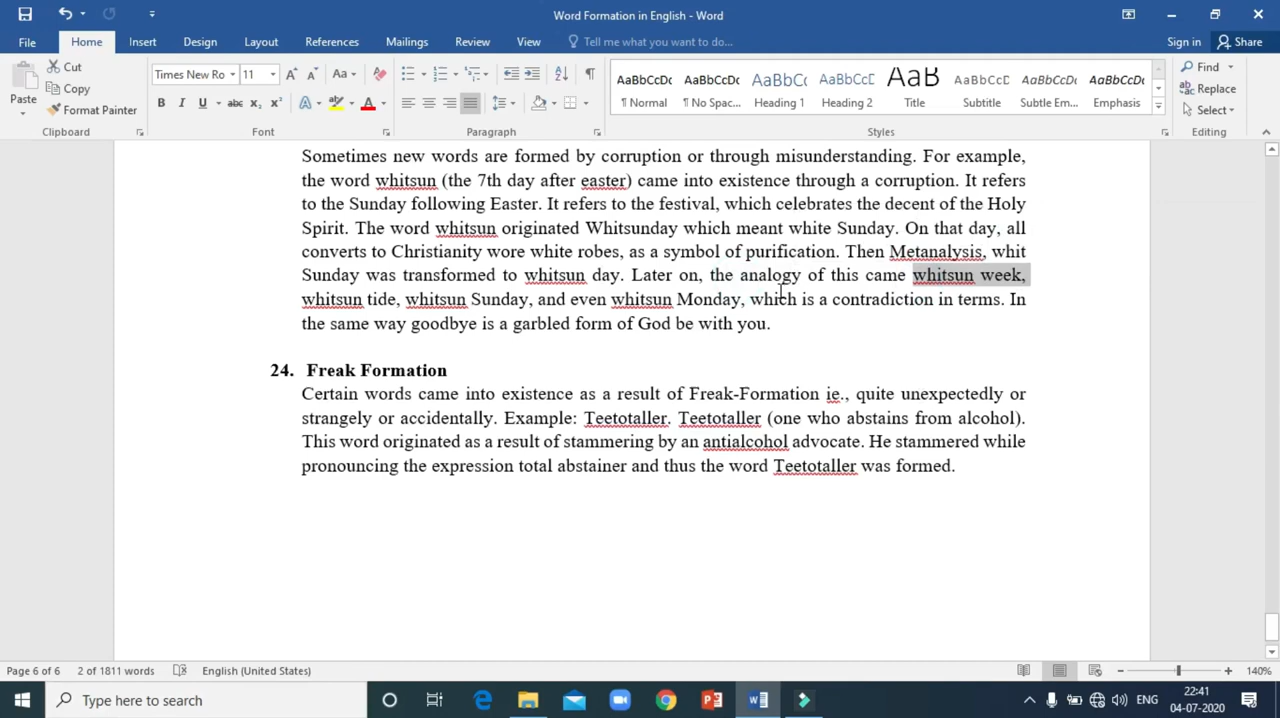 Word Formation in English - Word
File Home Insert Design Layout References Mailings Review View Tell me what you want to do... Sign in Share
Cut
Copy
Format Painter
Paste
Times New Ro 11
Aa
B I U abc X₂ X² A A
Clipboard Font Paragraph Styles Editing
AaBbCcDc AaBbCcDc AaBbCc AaBbCcE AaB AaBbCcD AaBbCcDc AaBbCcDc
¶ Normal ¶ No Spac... Heading 1 Heading 2 Title Subtitle Subtle Em... Emphasis
Find
Replace
Select
Sometimes new words are formed by corruption or through misunderstanding. For example,
the word whitsun (the 7th day after easter) came into existence through a corruption. It refers
to the Sunday following Easter. It refers to the festival, which celebrates the decent of the Holy
Spirit. The word whitsun originated Whitsunday which meant white Sunday. On that day, all
converts to Christianity wore white robes, as a symbol of purification. Then Metanalysis, whit
Sunday was transformed to whitsun day. Later on, the analogy of this came whitsun week,
whitsun tide, whitsun Sunday, and even whitsun Monday, which is a contradiction in terms. In
the same way goodbye is a garbled form of God be with you.
24. Freak Formation
Certain words came into existence as a result of Freak-Formation ie., quite unexpectedly or
strangely or accidentally. Example: Teetotaller. Teetotaller (one who abstains from alcohol).
This word originated as a result of stammering by an antialcohol advocate. He stammered while
pronouncing the expression total abstainer and thus the word Teetotaller was formed.
Page 6 of 6 2 of 1811 words English (United States) 140%
Type here to search
ENG
22:41
04-07-2020